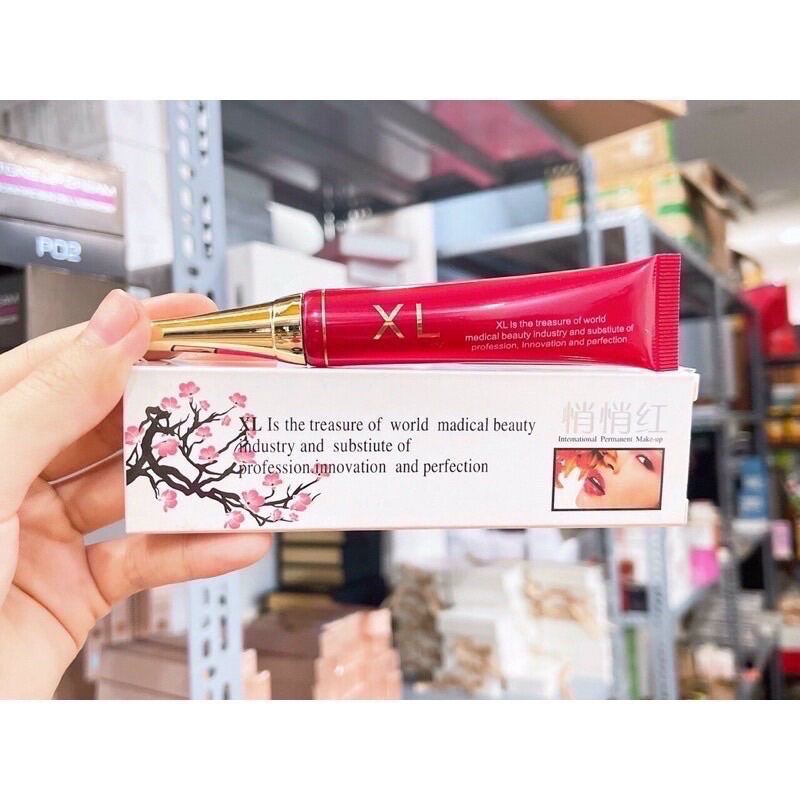 P02
XL
XL Is the treasure of world
medical beauty industry and substiute of
profession, Innovation and perfection
XL Is the treasure of world madical beauty
industry and substiute of
profession,innovation and perfection
悄悄红
International Permanent Make-up